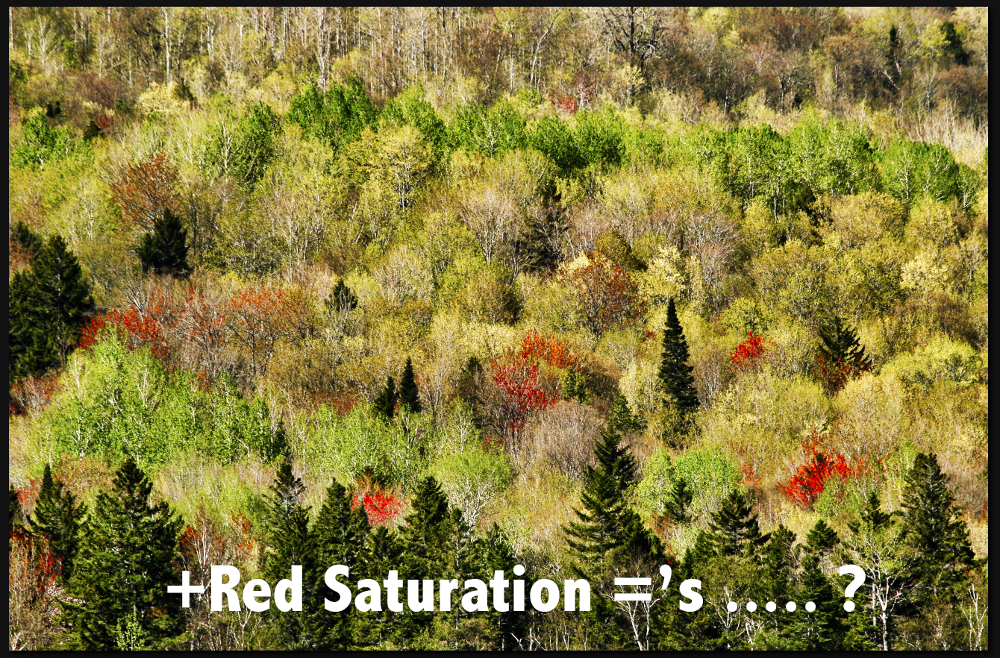 +Red Saturation =’s ..... ?